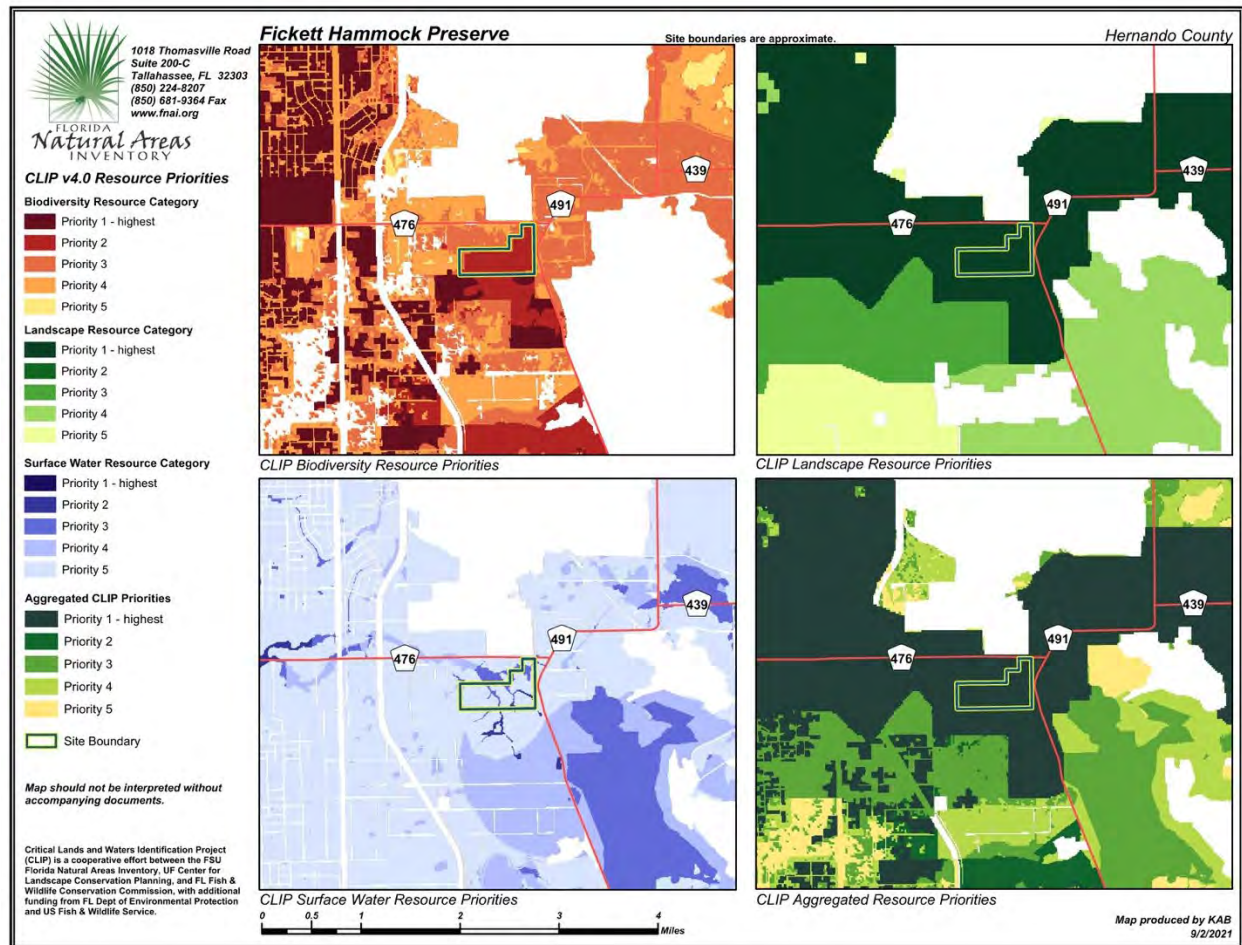 Fickett Hammock Preserve
Site boundaries are approximate.
Hernando County
1018 Thomasville Road
Suite 200-C
Tallahassee, FL 32303
(850) 224-8207
(850) 681-9364 Fax
www.fnai.org
FLORIDA
Natural Areas
INVENTORY
CLIP v4.0 Resource Priorities
Biodiversity Resource Category
Priority 1 - highest
Priority 2
Priority 3
Priority 4
Priority 5
Landscape Resource Category
Priority 1 - highest
Priority 2
Priority 3
Priority 4
Priority 5
Surface Water Resource Category
Priority 1 - highest
Priority 2
Priority 3
Priority 4
Priority 5
Aggregated CLIP Priorities
Priority 1 - highest
Priority 2
Priority 3
Priority 4
Priority 5
Site Boundary
Map should not be interpreted without
accompanying documents.
Critical Lands and Waters Identification Project
(CLIP) is a cooperative effort between the FSU
Florida Natural Areas Inventory, UF Center for
Landscape Conservation Planning, and FL Fish &
Wildlife Conservation Commission, with additional
funding from FL Dept of Environmental Protection
and US Fish & Wildlife Service.
439
491
476
CLIP Biodiversity Resource Priorities
439
491
476
CLIP Landscape Resource Priorities
439
491
476
CLIP Surface Water Resource Priorities
439
491
476
CLIP Aggregated Resource Priorities
0 0.5 1 2 3 4
Miles
Map produced by KAB
9/2/2021